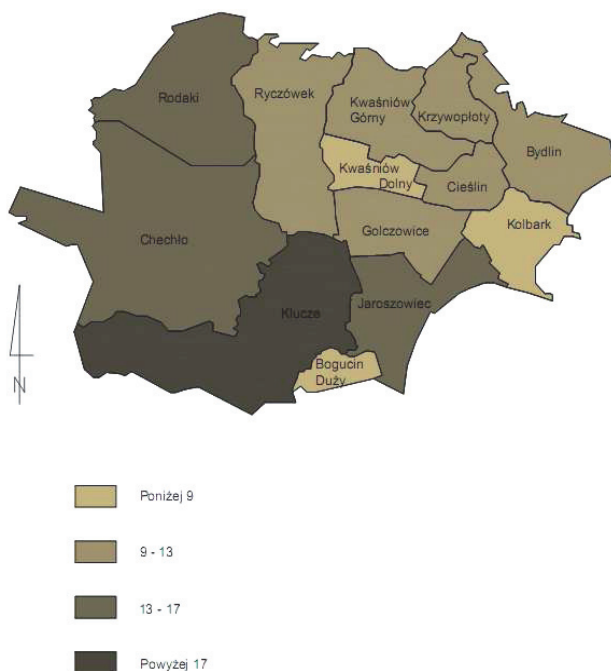 Rodaki
Ryczówek
Kwaśniów
Górny
Krzywopłoty
Bydlin
Kwaśniów
Dolny
Cieślin
Kolbark
Chechło
Golczowice
Klucze
Jaroszowiec
Bogucin
Duży
N
Poniżej 9
9 - 13
13 - 17
Powyżej 17